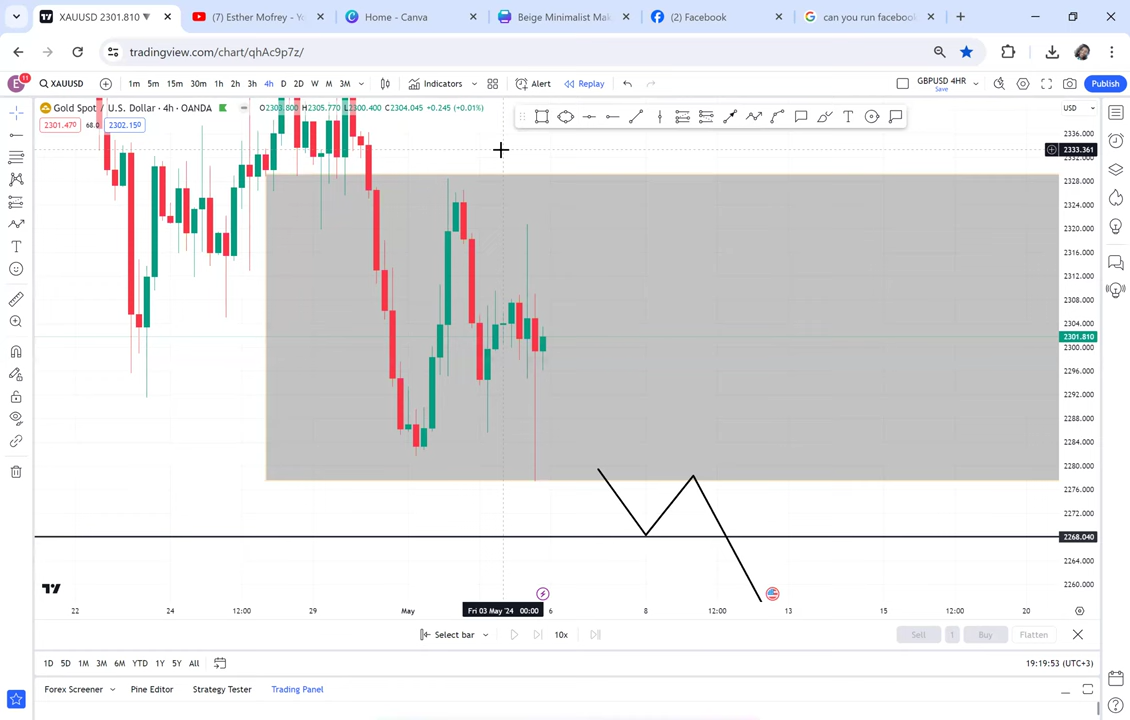 XAUUSD 2301.810 ▼
(7) Esther Mofrey - Yo
Home - Canva
Beige Minimalist Mak
(2) Facebook
can you run facebook
tradingview.com/chart/qhAc9p7z/
E 11 XAUUSD 1m 5m 15m 30m 1h 2h 3h 4h D 2D W M 3M Indicators Alert Replay GBPUSD 4HR Save Publish
Gold Spot / U.S. Dollar · 4h · OANDA O2303.800 H2305.770 L2300.400 C2304.045 +0.245 (+0.01%) USD
2301.470 68.0 2302.150
2336.000
2333.361
2332.000
2328.000
2324.000
2320.000
2316.000
2312.000
2308.000
2304.000
2301.810
2300.000
2296.000
2292.000
2288.000
2284.000
2280.000
2276.000
2272.000
2268.040
2264.000
2260.000
22 24 12:00 29 May Fri 03 May '24 00:00 6 8 12:00 13 15 12:00 20
Select bar 10x Sell 1 Buy Flatten
1D 5D 1M 3M 6M YTD 1Y 5Y All 19:19:53 (UTC+3)
Forex Screener Pine Editor Strategy Tester Trading Panel